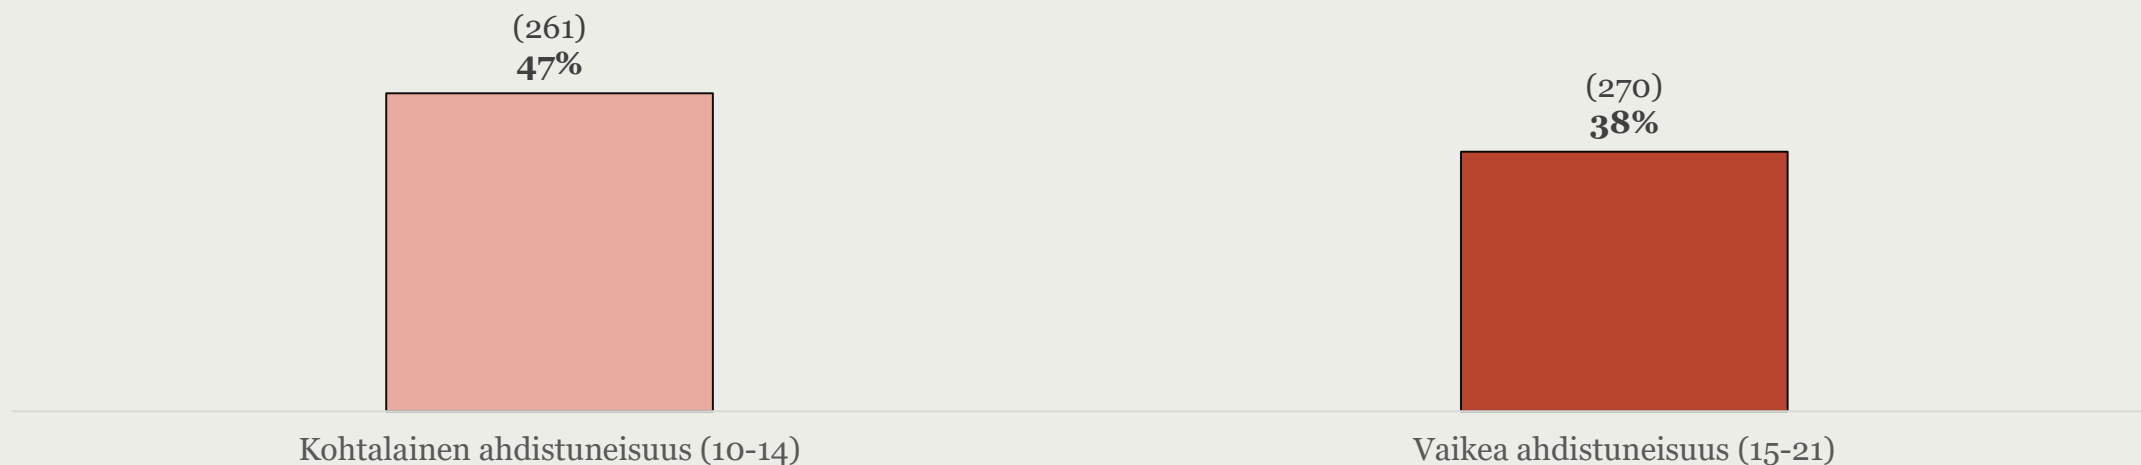 (261)
47%
(270)
38%
Kohtalainen ahdistuneisuus (10-14)
Vaikea ahdistuneisuus (15-21)